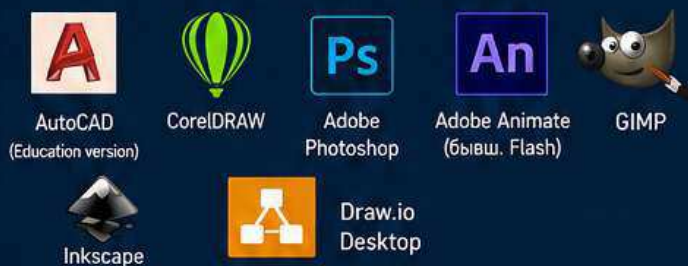 A
Ps
An
AutoCAD
(Education version)
CorelDRAW
Adobe
Photoshop
Adobe Animate
(бывш. Flash)
GIMP
Inkscape
Draw.io
Desktop